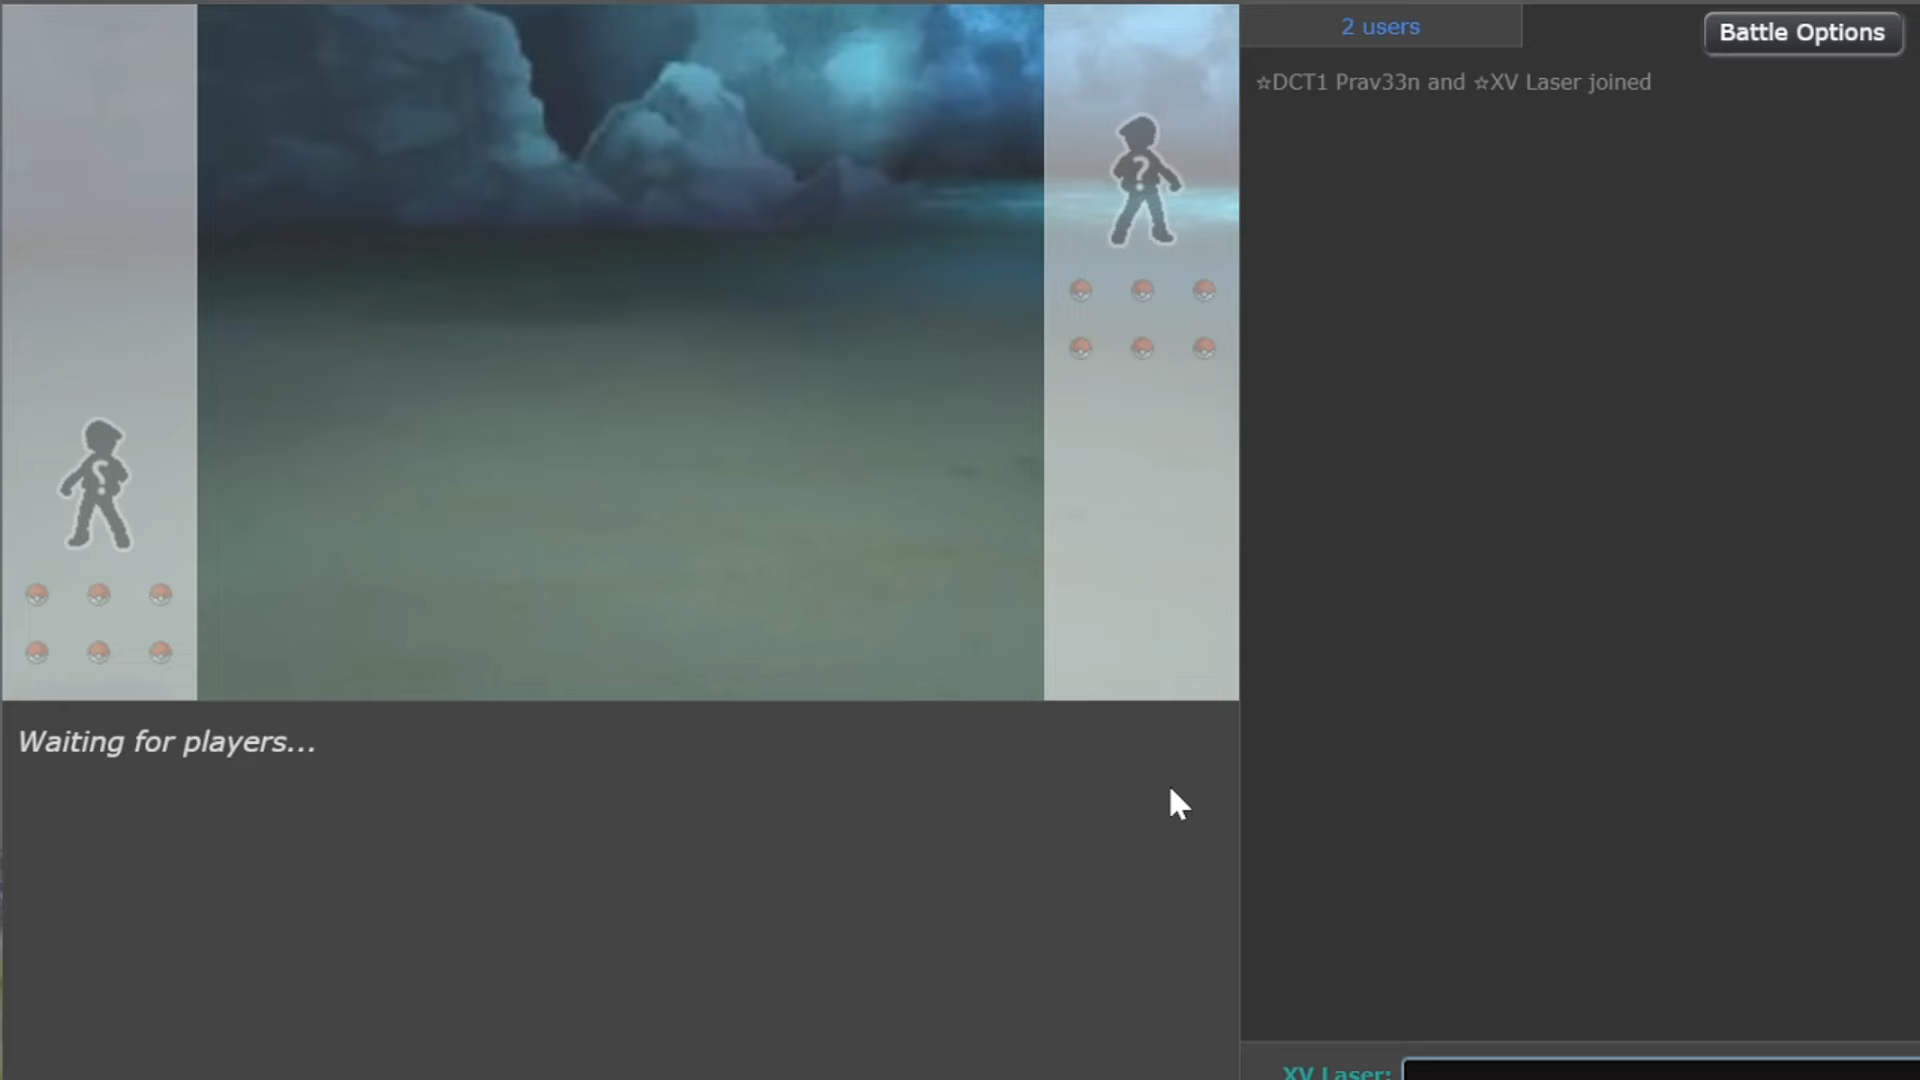 2 users
Battle Options
☆DCT1 Prav33n and ☆XV Laser joined
?
?
Waiting for players...
XV Laser: